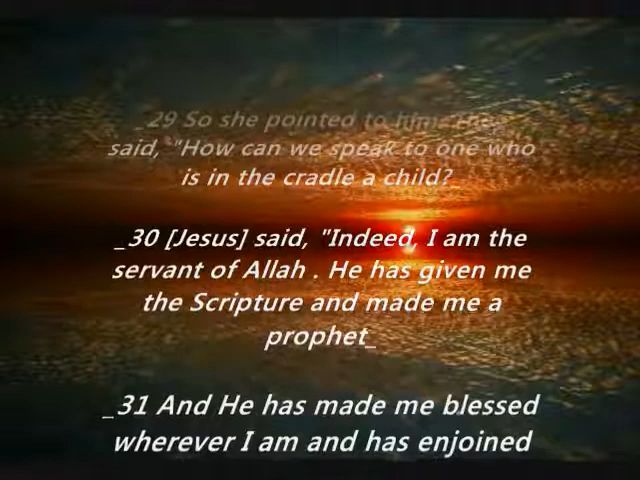 _29 So she pointed to him. They
said, "How can we speak to one who
is in the cradle a child?_
_30 [Jesus] said, "Indeed, I am the
servant of Allah . He has given me
the Scripture and made me a
prophet_
_31 And He has made me blessed
wherever I am and has enjoined